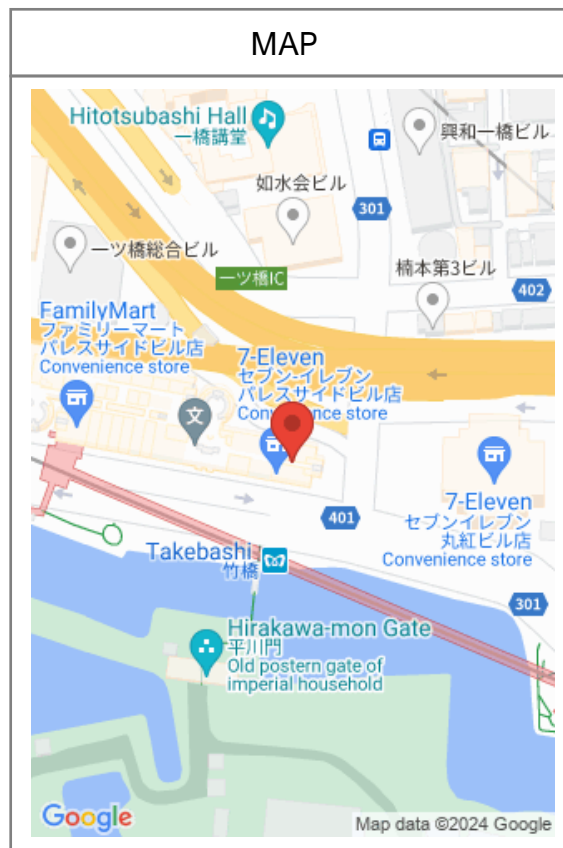 MAP
Hitotsubashi Hall
一橋講堂
興和一橋ビル
如水会ビル
301
一ツ橋総合ビル
一ツ橋IC
楠本第3ビル
402
FamilyMart
ファミリーマート
パレスサイドビル店
Convenience store
7-Eleven
セブン-イレブン
パレスサイドビル店
文
7-Eleven
セブンイレブン
丸紅ビル店
Convenience store
401
Takebashi
竹橋
301
Hirakawa-mon Gate
平川門
Old postern gate of
imperial household
Google
Map data ©2024 Google